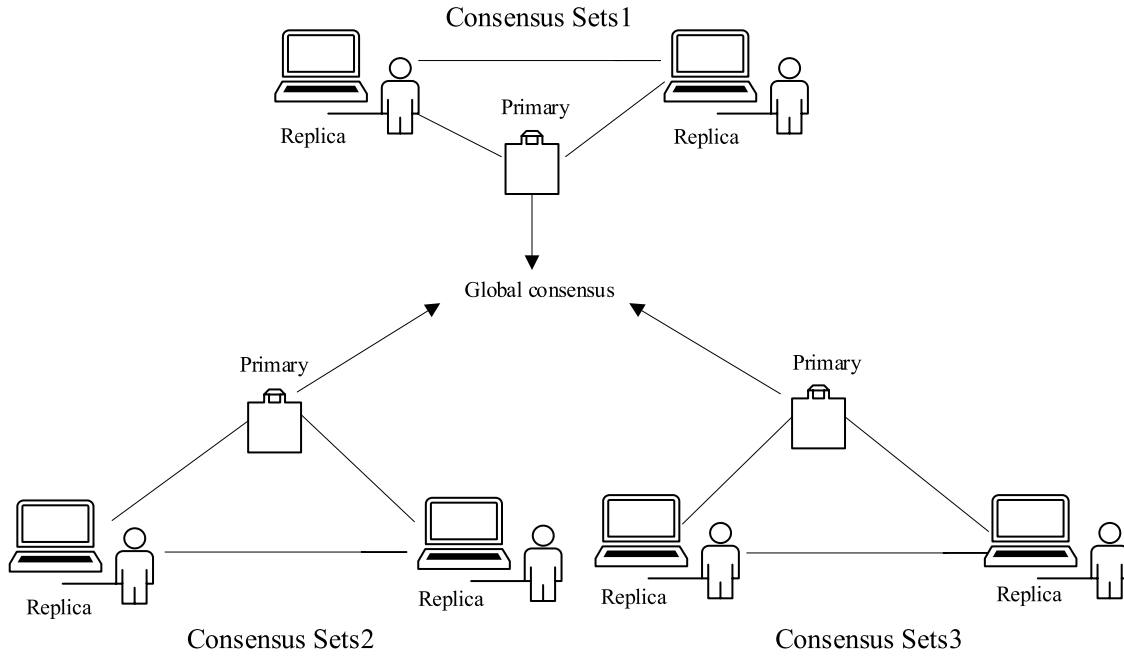 Consensus Sets1
Primary
Replica
Replica
Global consensus
Primary
Primary
Replica
Replica
Replica
Replica
Consensus Sets2
Consensus Sets3